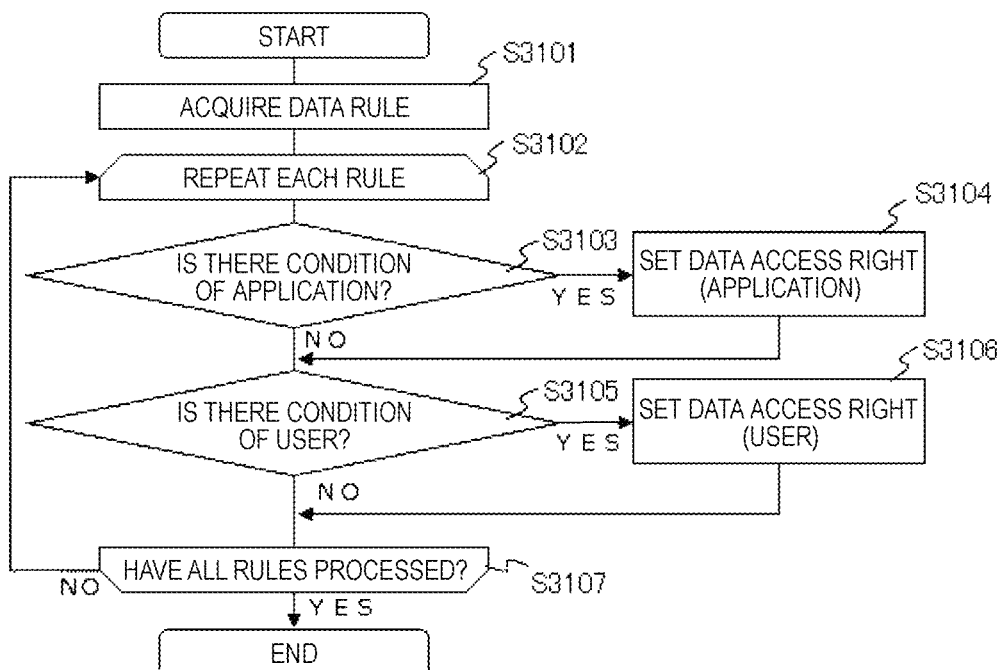 START
S3101
ACQUIRE DATA RULE
S3102
REPEAT EACH RULE
S3103
IS THERE CONDITION
OF APPLICATION?
YES
S3104
SET DATA ACCESS RIGHT
(APPLICATION)
NO
S3105
IS THERE CONDITION
OF USER?
YES
S3106
SET DATA ACCESS RIGHT
(USER)
NO
HAVE ALL RULES PROCESSED?
S3107
NO
YES
END